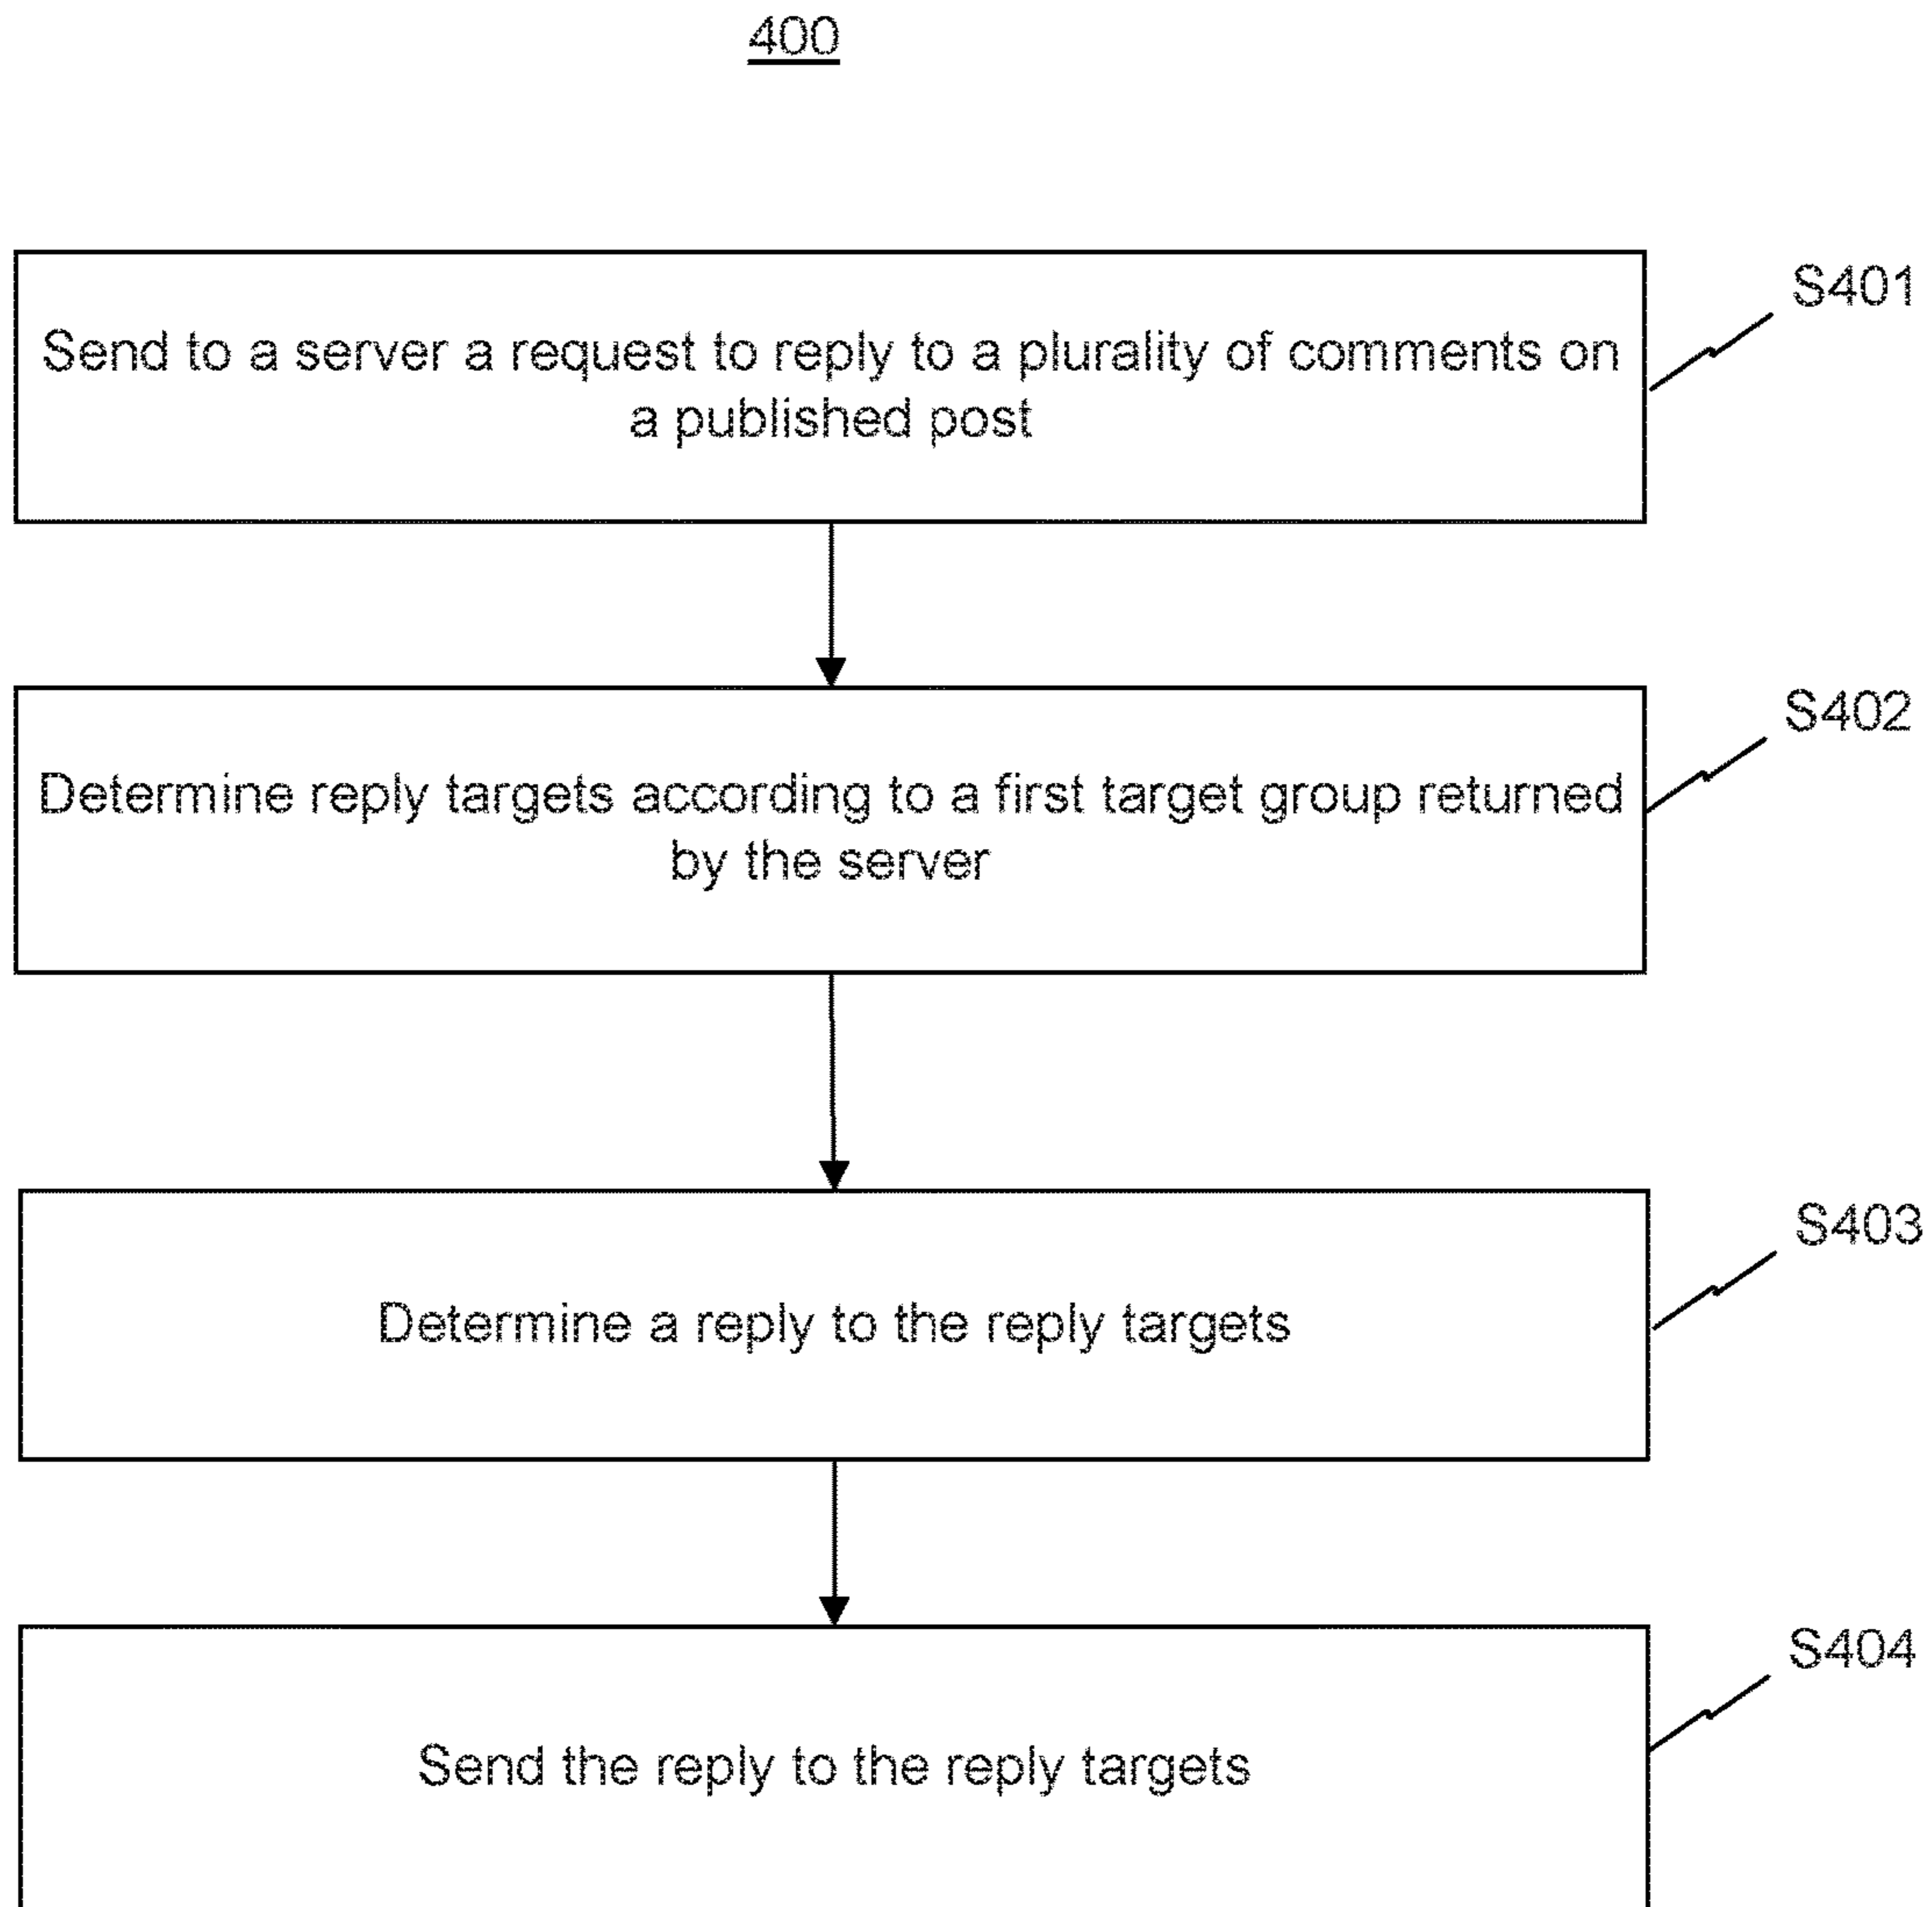 400
S401
Send to a server a request to reply to a plurality of comments on
a published post
S402
Determine reply targets according to a first target group returned
by the server
S403
Determine a reply to the reply targets
S404
Send the reply to the reply targets